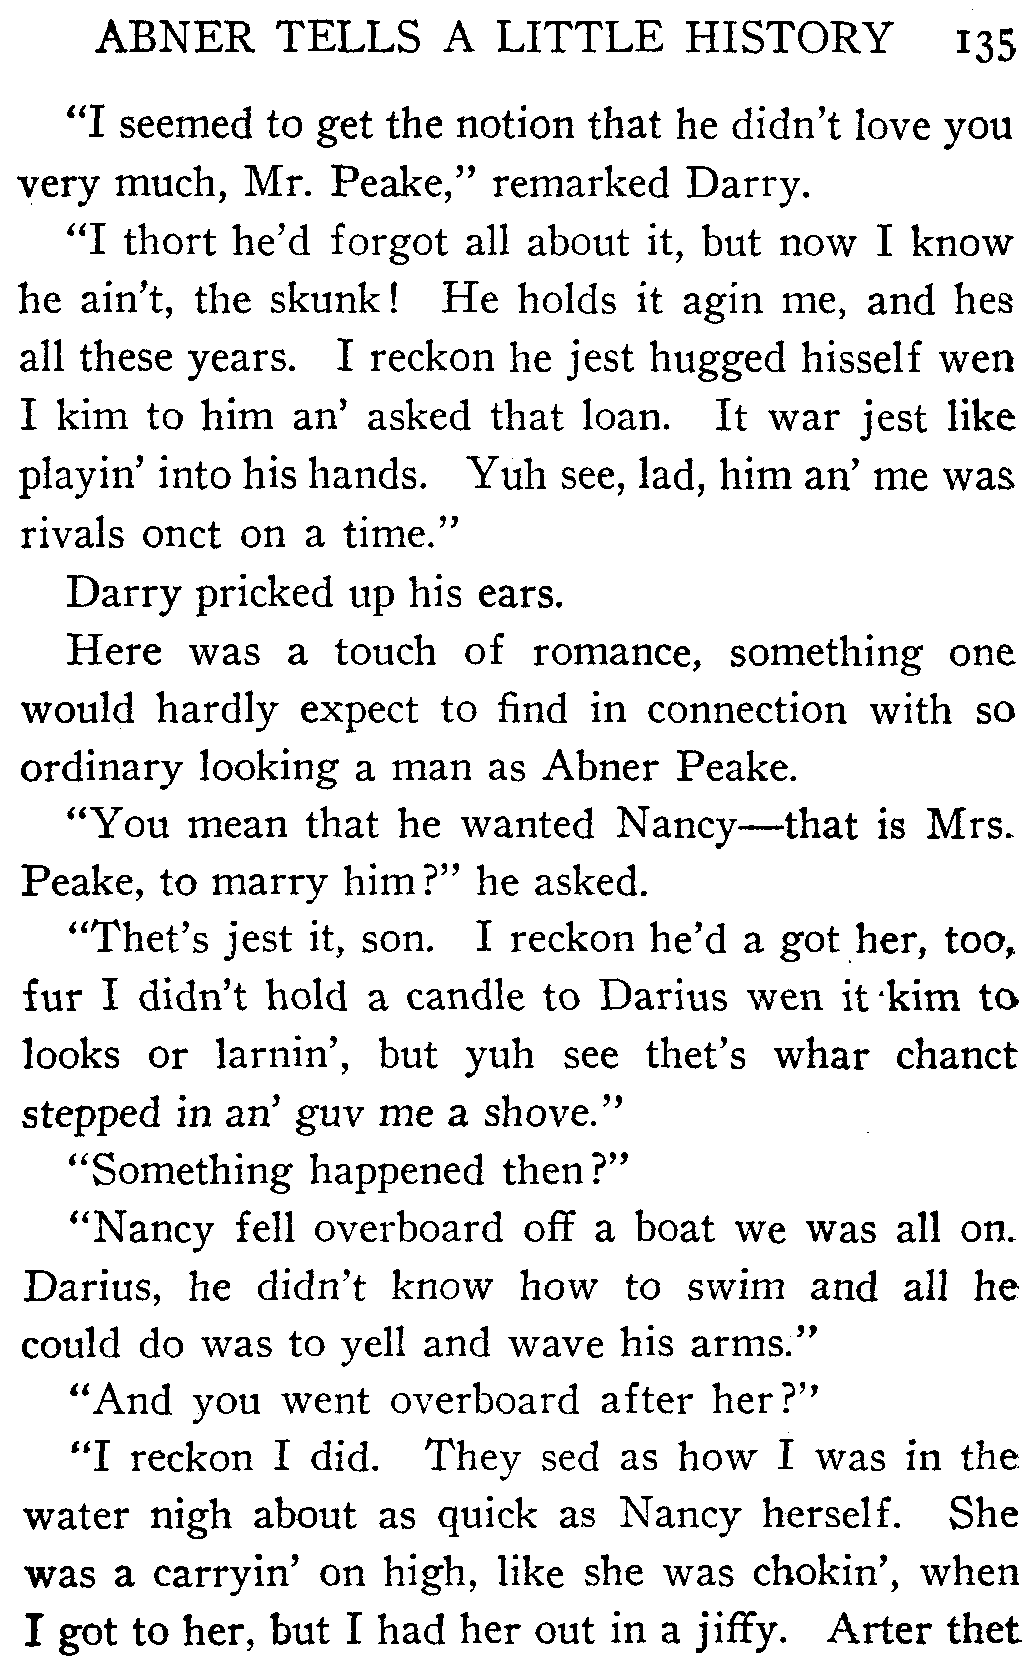 ABNER TELLS A LITTLE HISTORY 135
“I seemed to get the notion that he didn't love you
very much, Mr. Peake,” remarked Darry.
“I thort he'd forgot all about it, but now I know
he ain't, the skunk! He holds it agin me, and hes
all these years. I reckon he jest hugged hisself wen
I kim to him an' asked that loan. It war jest like
playin' into his hands. Yuh see, lad, him an' me was
rivals onct on a time.”
Darry pricked up his ears.
Here was a touch of romance, something one
would hardly expect to find in connection with so
ordinary looking a man as Abner Peake.
“You mean that he wanted Nancy—that is Mrs.
Peake, to marry him?” he asked.
“Thet's jest it, son. I reckon he'd a got her, too,
fur I didn't hold a candle to Darius wen it kim to
looks or larnin', but yuh see thet's whar chanct
stepped in an' guv me a shove.”
“Something happened then?”
“Nancy fell overboard off a boat we was all on.
Darius, he didn't know how to swim and all he
could do was to yell and wave his arms.”
“And you went overboard after her?”
“I reckon I did. They sed as how I was in the
water nigh about as quick as Nancy herself. She
was a carryin' on high, like she was chokin', when
I got to her, but I had her out in a jiffy. Arter thet